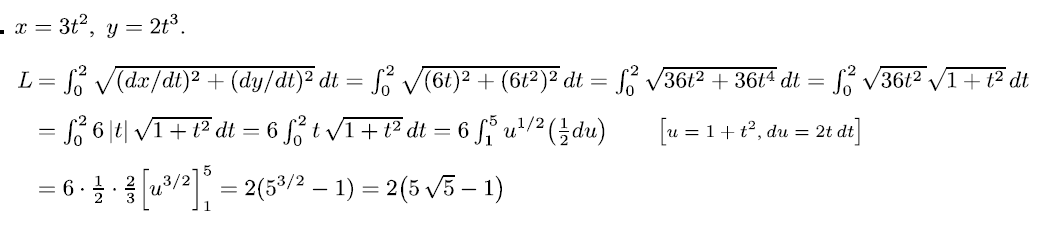 . x = 3t², y = 2t³.
L = ∫₀² √((dx/dt)² + (dy/dt)²) dt = ∫₀² √((6t)² + (6t²)²) dt = ∫₀² √(36t² + 36t⁴) dt = ∫₀² √(36t²) √(1 + t²) dt
= ∫₀² 6 |t| √(1 + t²) dt = 6 ∫₀² t √(1 + t²) dt = 6 ∫₁⁵ u^{1/2} (½ du) [u = 1 + t², du = 2t dt]
= 6 · ½ · ⅔ [u^{3/2}]₁⁵ = 2(5^{3/2} − 1) = 2(5 √5 − 1)